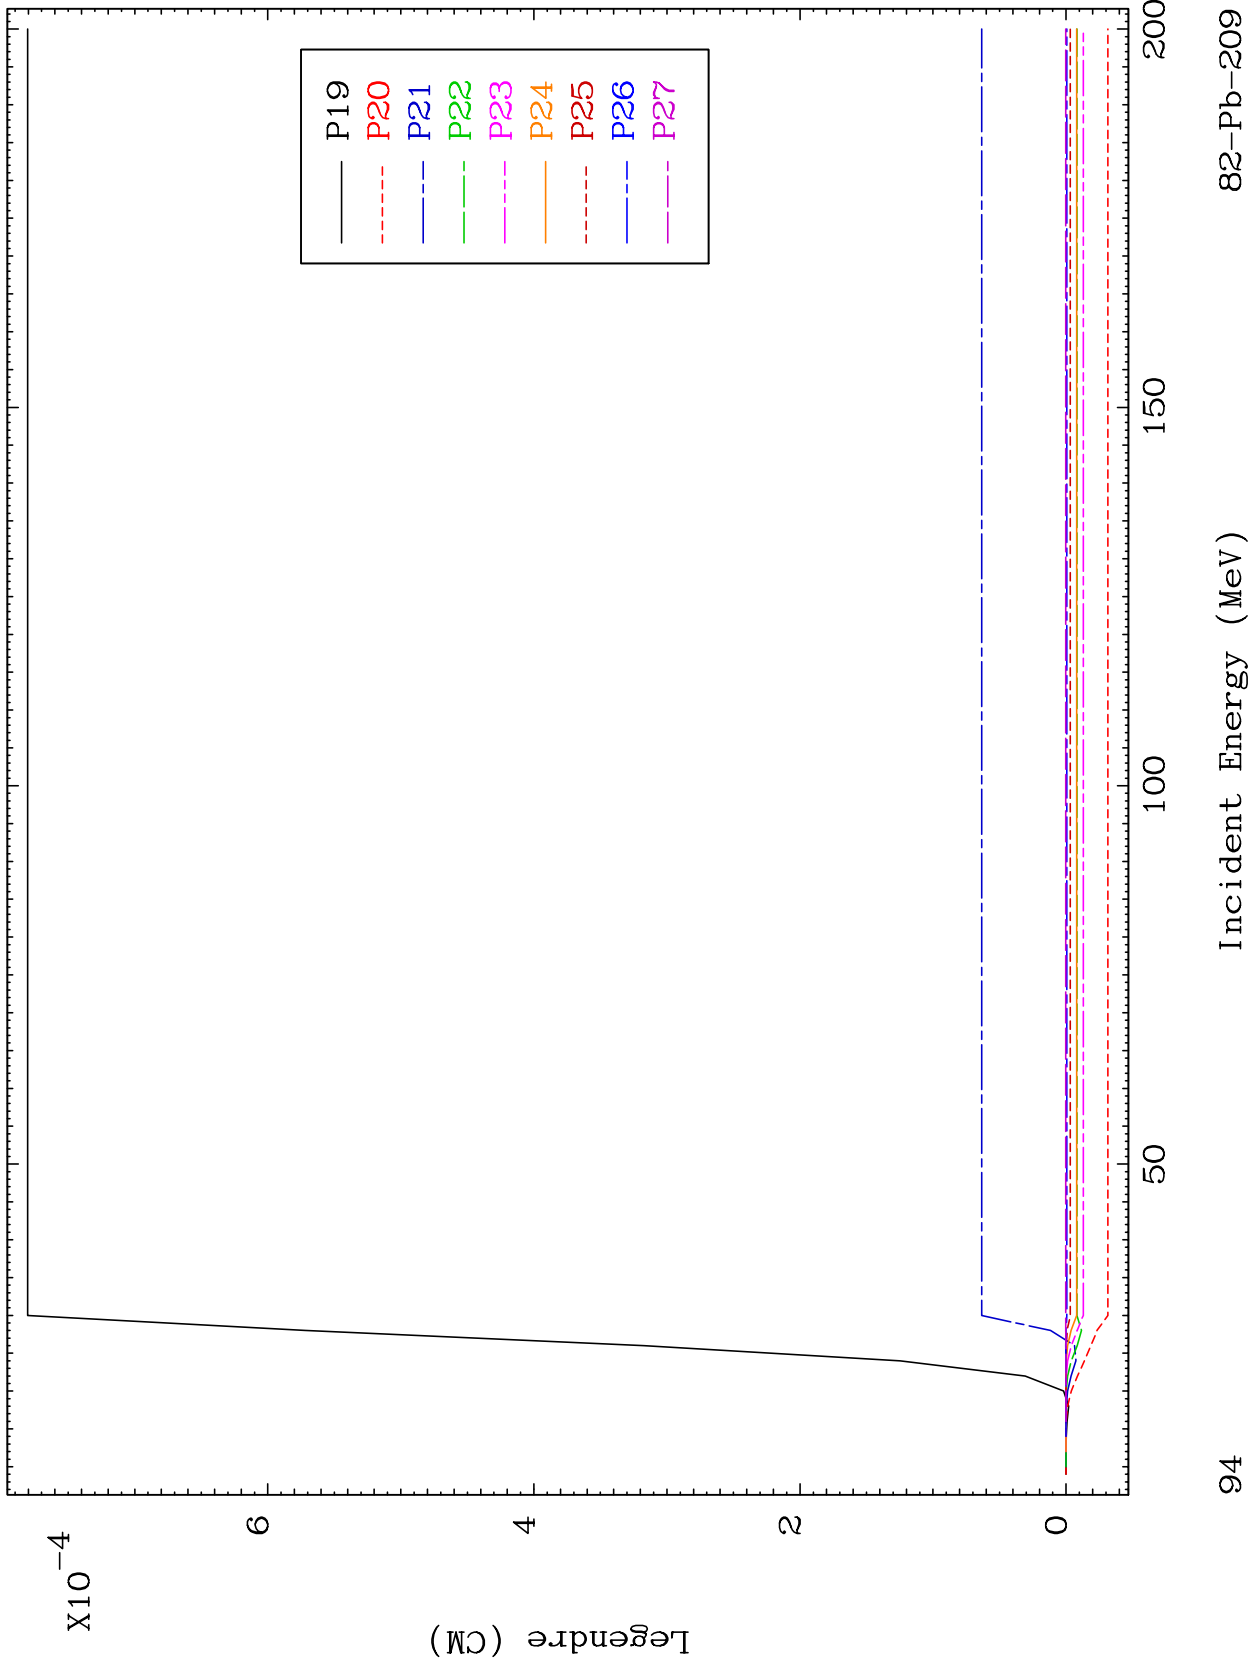 X10-4
Legendre (CM)
6
4
2
0
P19
P20
P21
P22
P23
P24
P25
P26
P27
50
100
150
200
94
Incident Energy (MeV)
82-Pb-209